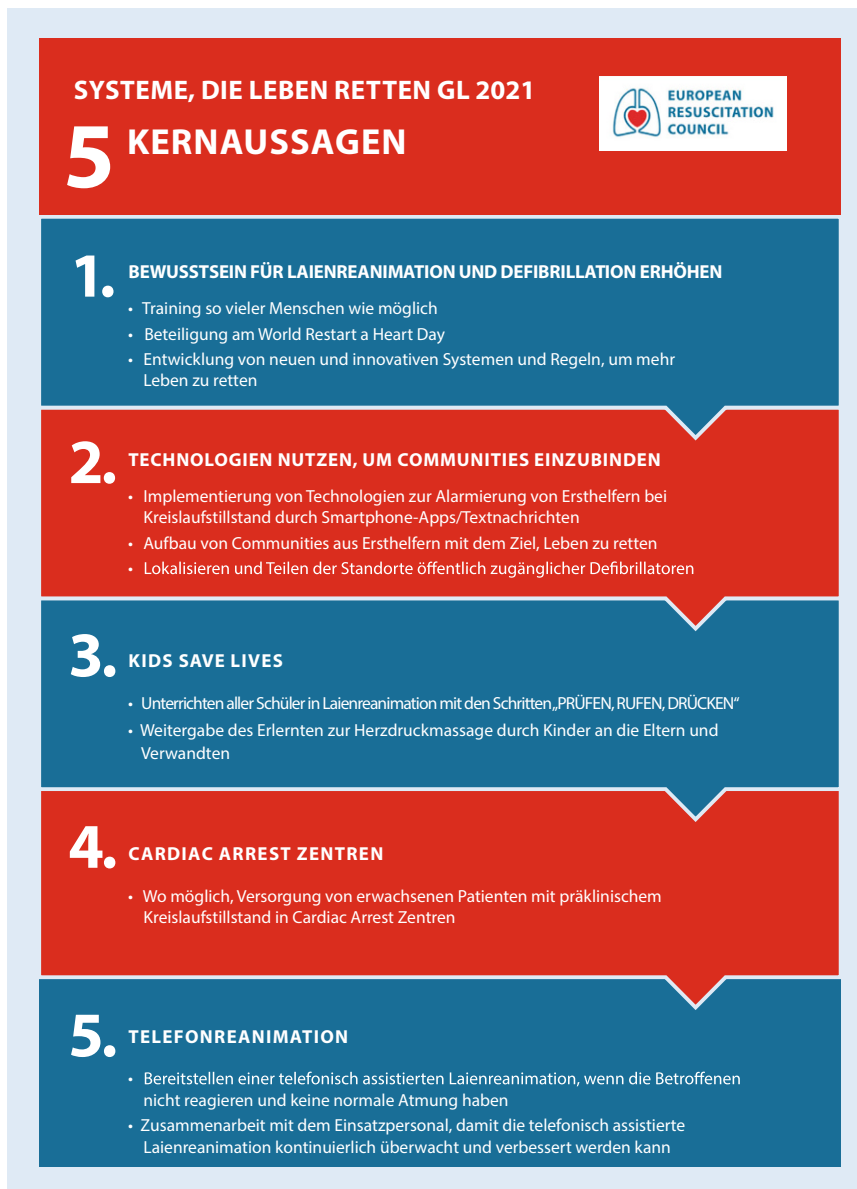 SYSTEME, DIE LEBEN RETTEN GL 2021
5 KERNAUSSAGEN
EUROPEAN
RESUSCITATION
COUNCIL
1. BEWUSSTSEIN FÜR LAIENREANIMATION UND DEFIBRILLATION ERHÖHEN
• Training so vieler Menschen wie möglich
• Beteiligung am World Restart a Heart Day
• Entwicklung von neuen und innovativen Systemen und Regeln, um mehr
Leben zu retten
2. TECHNOLOGIEN NUTZEN, UM COMMUNITIES EINZUBINDEN
• Implementierung von Technologien zur Alarmierung von Ersthelfern bei
Kreislaufstillstand durch Smartphone-Apps/Textnachrichten
• Aufbau von Communities aus Ersthelfern mit dem Ziel, Leben zu retten
• Lokalisieren und Teilen der Standorte öffentlich zugänglicher Defibrillatoren
3. KIDS SAVE LIVES
• Unterrichten aller Schüler in Laienreanimation mit den Schritten „PRÜFEN, RUFEN, DRÜCKEN“
• Weitergabe des Erlernten zur Herzdruckmassage durch Kinder an die Eltern und
Verwandten
4. CARDIAC ARREST ZENTREN
• Wo möglich, Versorgung von erwachsenen Patienten mit präklinischem
Kreislaufstillstand in Cardiac Arrest Zentren
5. TELEFONREANIMATION
• Bereitstellen einer telefonisch assistierten Laienreanimation, wenn die Betroffenen
nicht reagieren und keine normale Atmung haben
• Zusammenarbeit mit dem Einsatzpersonal, damit die telefonisch assistierte
Laienreanimation kontinuierlich überwacht und verbessert werden kann